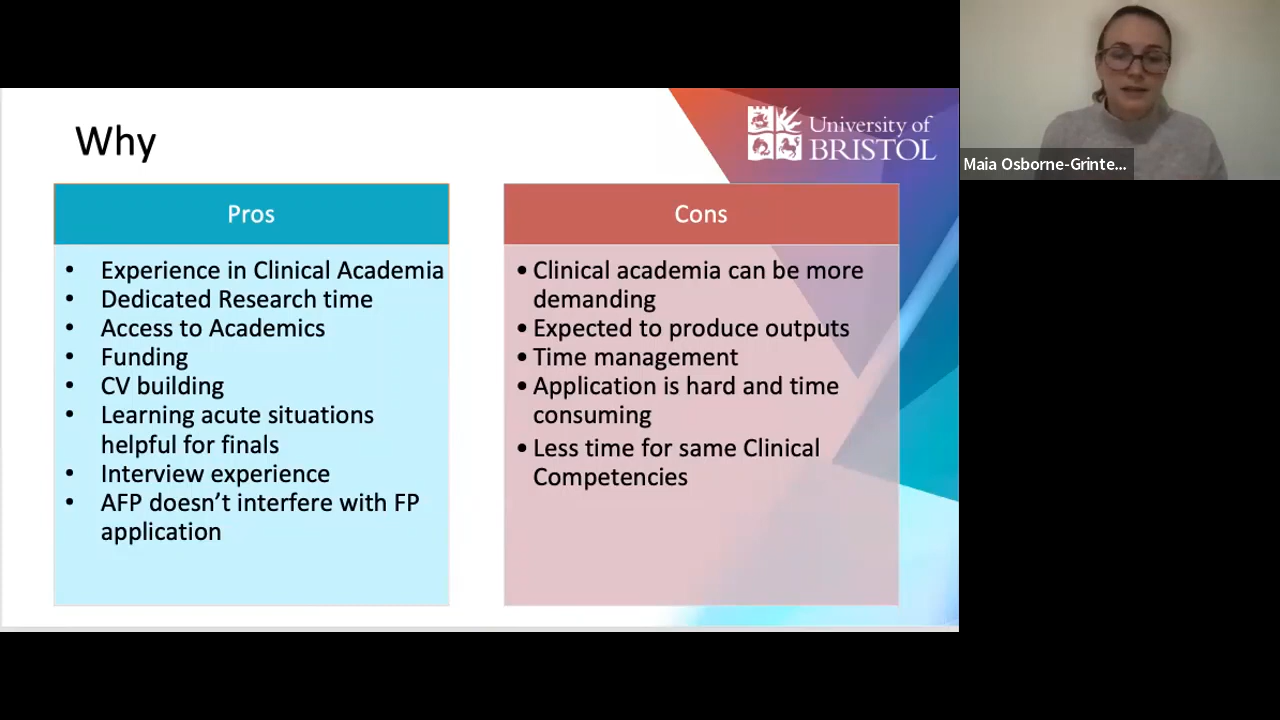 Why
University of
BRISTOL
Maia Osborne-Grinte...
Pros
• Experience in Clinical Academia
• Dedicated Research time
• Access to Academics
• Funding
• CV building
• Learning acute situations
helpful for finals
• Interview experience
• AFP doesn’t interfere with FP
application
Cons
• Clinical academia can be more
demanding
• Expected to produce outputs
• Time management
• Application is hard and time
consuming
• Less time for same Clinical
Competencies